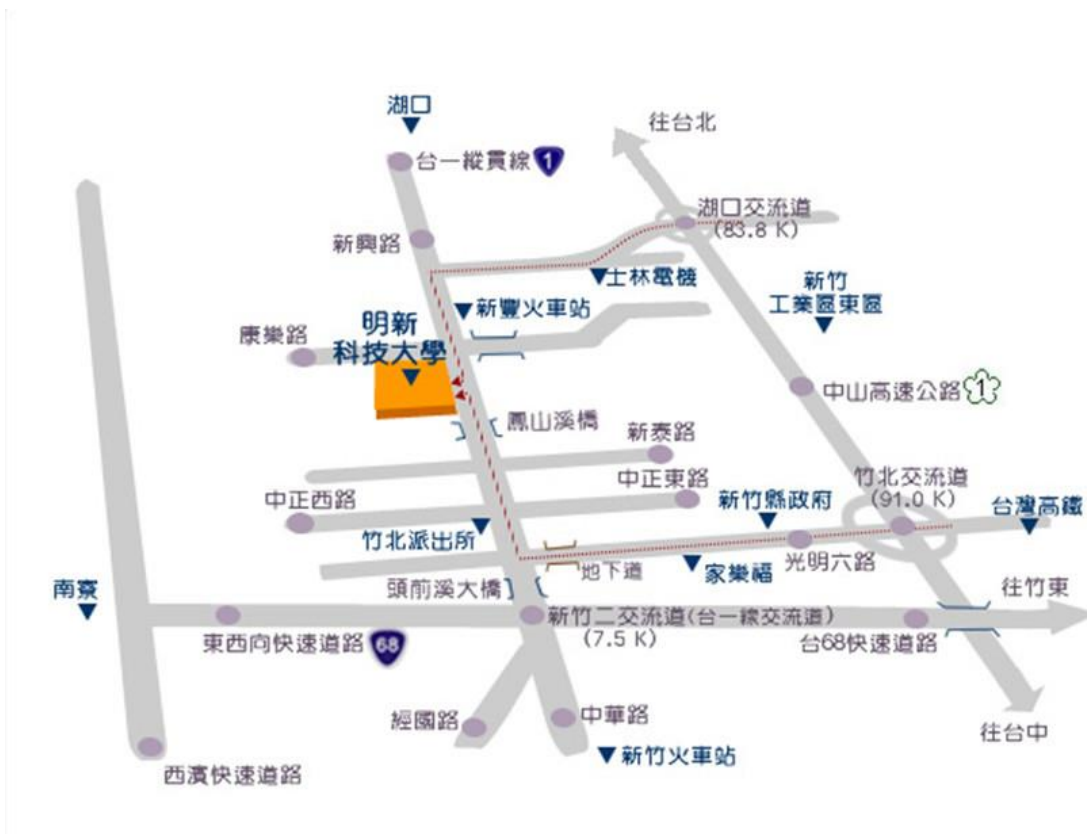 湖口
台一縱貫線 1
往台北
湖口交流道
(83.8 K)
新興路
士林電機
新竹
工業區東區
新豐火車站
明新
科技大學
康樂路
中山高速公路 1
鳳山溪橋
新泰路
中正西路
中正東路
竹北交流道
(91.0 K)
新竹縣政府
台灣高鐵
竹北派出所
地下道
家樂福
光明六路
頭前溪大橋
南寮
往竹東
東西向快速道路 68
新竹二交流道(台一線交流道)
(7.5 K)
台68快速道路
經國路
中華路
往台中
新竹火車站
西濱快速道路